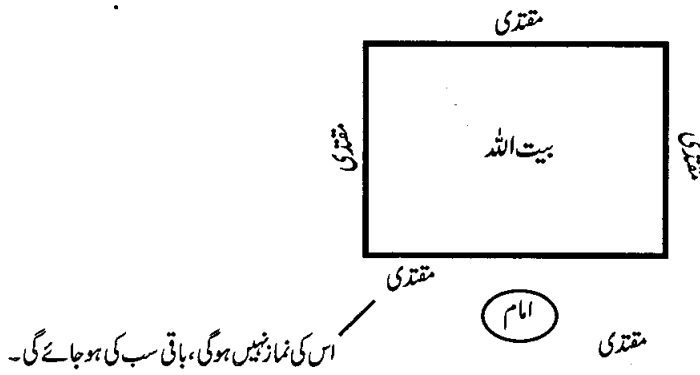 مقتدی
مقتدی
بیت اللہ
مقتدی
مقتدی
امام
مقتدی
اس کی نماز نہیں ہوگی، باقی سب کی ہو جائے گی۔